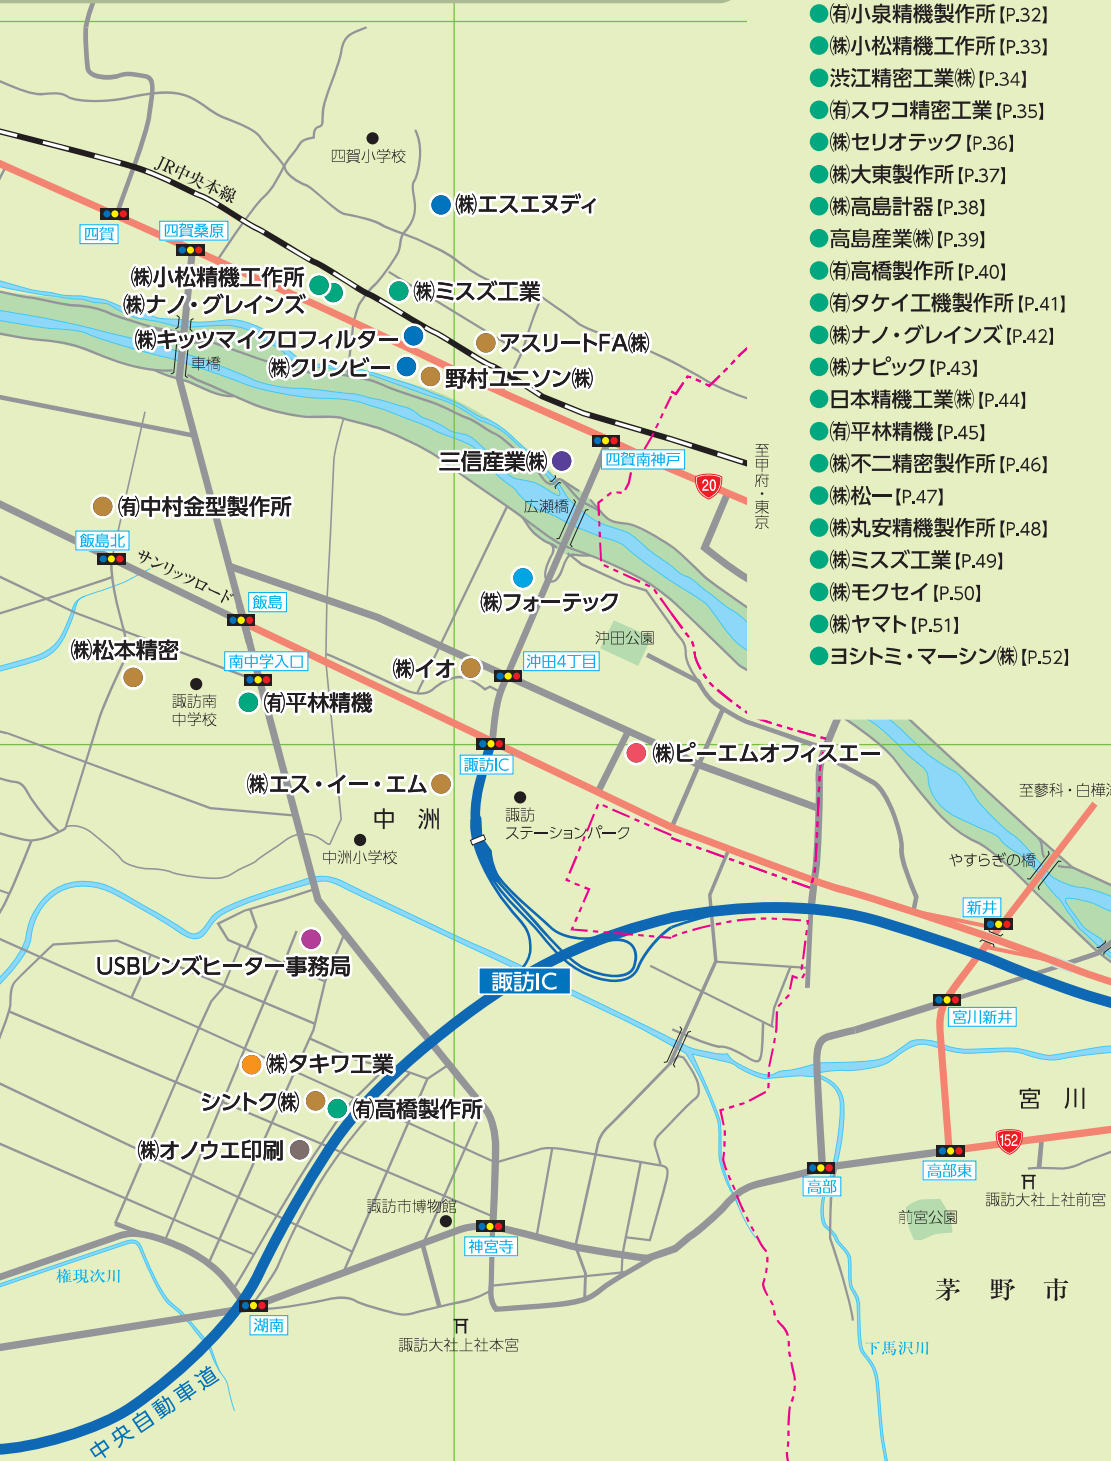 ●㈲小泉精機製作所【P.32】
●㈱小松精機工作所【P.33】
●渋江精密工業㈱【P.34】
●㈲スワコ精密工業【P.35】
●㈱セリオテック【P.36】
●㈱大東製作所【P.37】
●㈱高島計器【P.38】
●高島産業㈱【P.39】
●㈲高橋製作所【P.40】
●㈲タケイ工機製作所【P.41】
●㈱ナノ・グレインズ【P.42】
●㈱ナピック【P.43】
●日本精機工業㈱【P.44】
●㈲平林精機【P.45】
●㈱不二精密製作所【P.46】
●㈱松一【P.47】
●㈱丸安精機製作所【P.48】
●㈱ミスズ工業【P.49】
●㈱モクセイ【P.50】
●㈱ヤマト【P.51】
●ヨシトミ・マーシン㈱【P.52】
四賀小学校
JR中央本線
㈱エスエヌディ
四賀
四賀桑原
㈱小松精機工作所
㈱ナノ・グレインズ
㈱ミスズ工業
㈱キッツマイクロフィルター
アスリートFA㈱
車橋
㈱クリンビー
野村ユニソン㈱
三信産業㈱
四賀南神戸
至甲府・東京
20
広瀬橋
㈲中村金型製作所
飯島北
サンリッツロード
飯島
㈱フォーテック
沖田公園
㈱松本精密
南中学入口
㈱イオ
沖田4丁目
諏訪南
中学校
㈲平林精機
諏訪IC
㈱ピーエムオフィスエー
㈱エス・イー・エム
至蓼科・白樺
中洲
諏訪
ステーションパーク
中洲小学校
やすらぎの橋
新井
USBレンズヒーター事務局
諏訪IC
宮川新井
㈱タキワ工業
シントク㈱
㈲高橋製作所
宮川
㈱オノウエ印刷
152
高部東
高部
諏訪大社上社前宮
諏訪市博物館
前宮公園
神宮寺
権現次川
茅野市
湖南
諏訪大社上社本宮
下馬沢川
中央自動車道